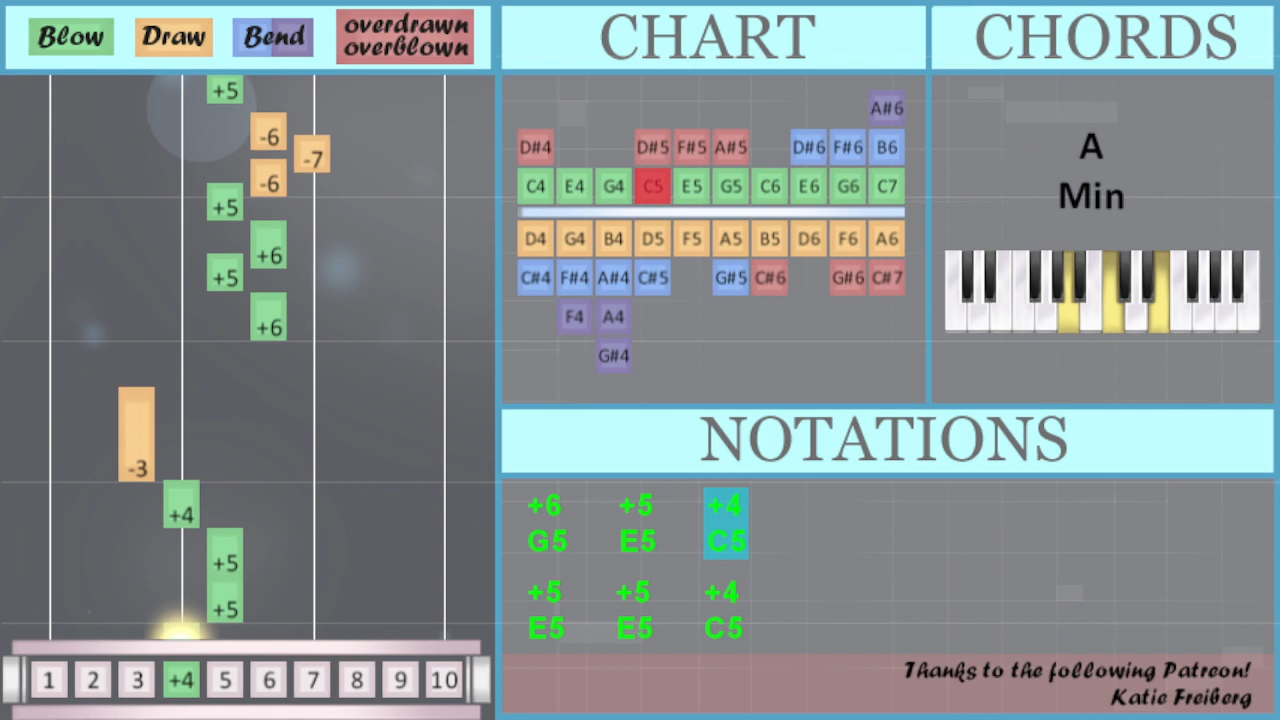 Blow Draw Bend overdrawn
overblown
CHART
CHORDS
+5
-6
-7
-6
+5
+6
+5
+6
-3
+4
+5
+5
1 2 3 +4 5 6 7 8 9 10
A#6
D#4 D#5 F#5 A#5 D#6 F#6 B6
C4 E4 G4 C5 E5 G5 C6 E6 G6 C7
D4 G4 B4 D5 F5 A5 B5 D6 F6 A6
C#4 F#4 A#4 C#5 G#5 C#6 G#6 C#7
F4 A4
G#4
A
Min
NOTATIONS
+6 +5 +4
G5 E5 C5
+5 +5 +4
E5 E5 C5
Thanks to the following Patreon!
Katie Freiberg